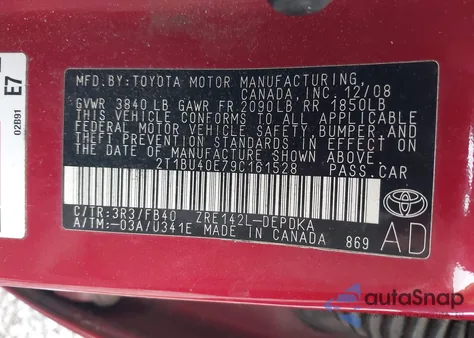 MFD.BY:TOYOTA MOTOR MANUFACTURING,
CANADA, INC. 12/08
GVWR 3840 LB GAWR FR 2090LB RR 1850LB
THIS VEHICLE CONFORMS TO ALL APPLICABLE
FEDERAL MOTOR VEHICLE SAFETY, BUMPER, AND
THEFT PREVENTION STANDARDS IN EFFECT ON
THE DATE OF MANUFACTURE SHOWN ABOVE.
2T1BU40E79C161528 PASS.CAR
C/TR:3R3/FB40 ZRE142L-DEPDKA
A/TM:-03A/U341E MADE IN CANADA 869
TOYOTA
AD
E7
02B91
autoSnap